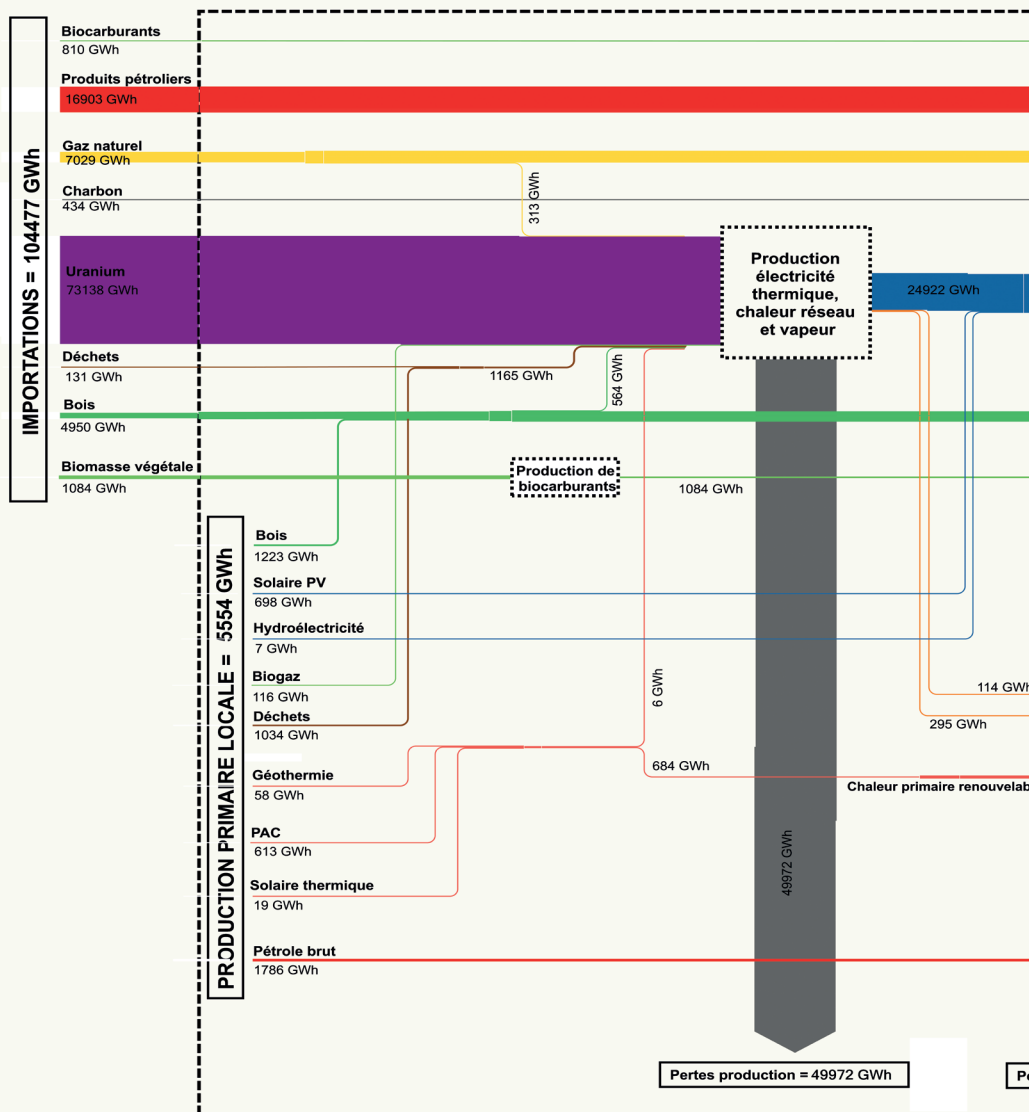 IMPORTATIONS = 104477 GWh
Biocarburants
810 GWh
Produits pétroliers
16903 GWh
Gaz naturel
7029 GWh
313 GWh
Charbon
434 GWh
Uranium
73138 GWh
Production
électricité
thermique,
chaleur réseau
et vapeur
24922 GWh
Déchets
131 GWh
1165 GWh
564 GWh
Bois
4950 GWh
Biomasse végétale
1084 GWh
Production de
biocarburants
1084 GWh
PRODUCTION PRIMAIRE LOCALE = 5554 GWh
Bois
1223 GWh
Solaire PV
698 GWh
Hydroélectricité
7 GWh
Biogaz
116 GWh
6 GWh
114 GWh
Déchets
1034 GWh
295 GWh
Géothermie
58 GWh
684 GWh
Chaleur primaire renouvelab
PAC
613 GWh
Solaire thermique
19 GWh
49972 GWh
Pétrole brut
1786 GWh
Pertes production = 49972 GWh